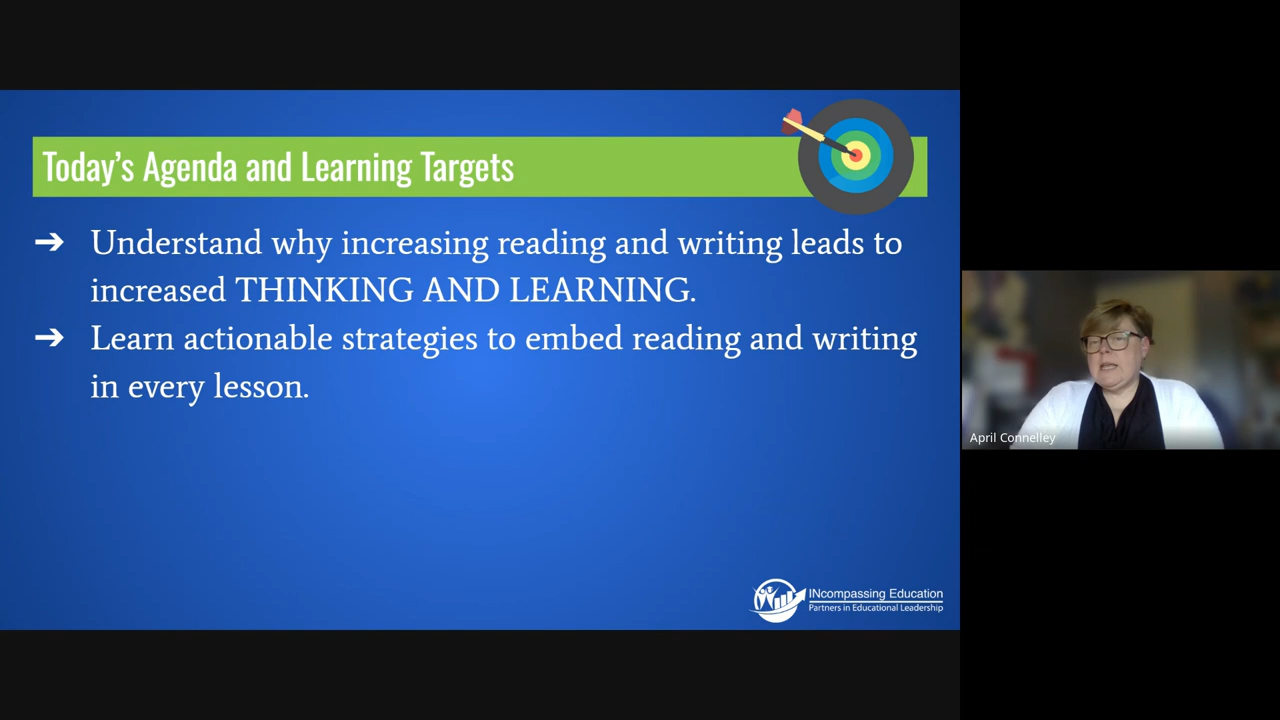 Today's Agenda and Learning Targets
➔ Understand why increasing reading and writing leads to
increased THINKING AND LEARNING.
➔ Learn actionable strategies to embed reading and writing
in every lesson.
April Connelley
INcompassing Education
Partners in Educational Leadership